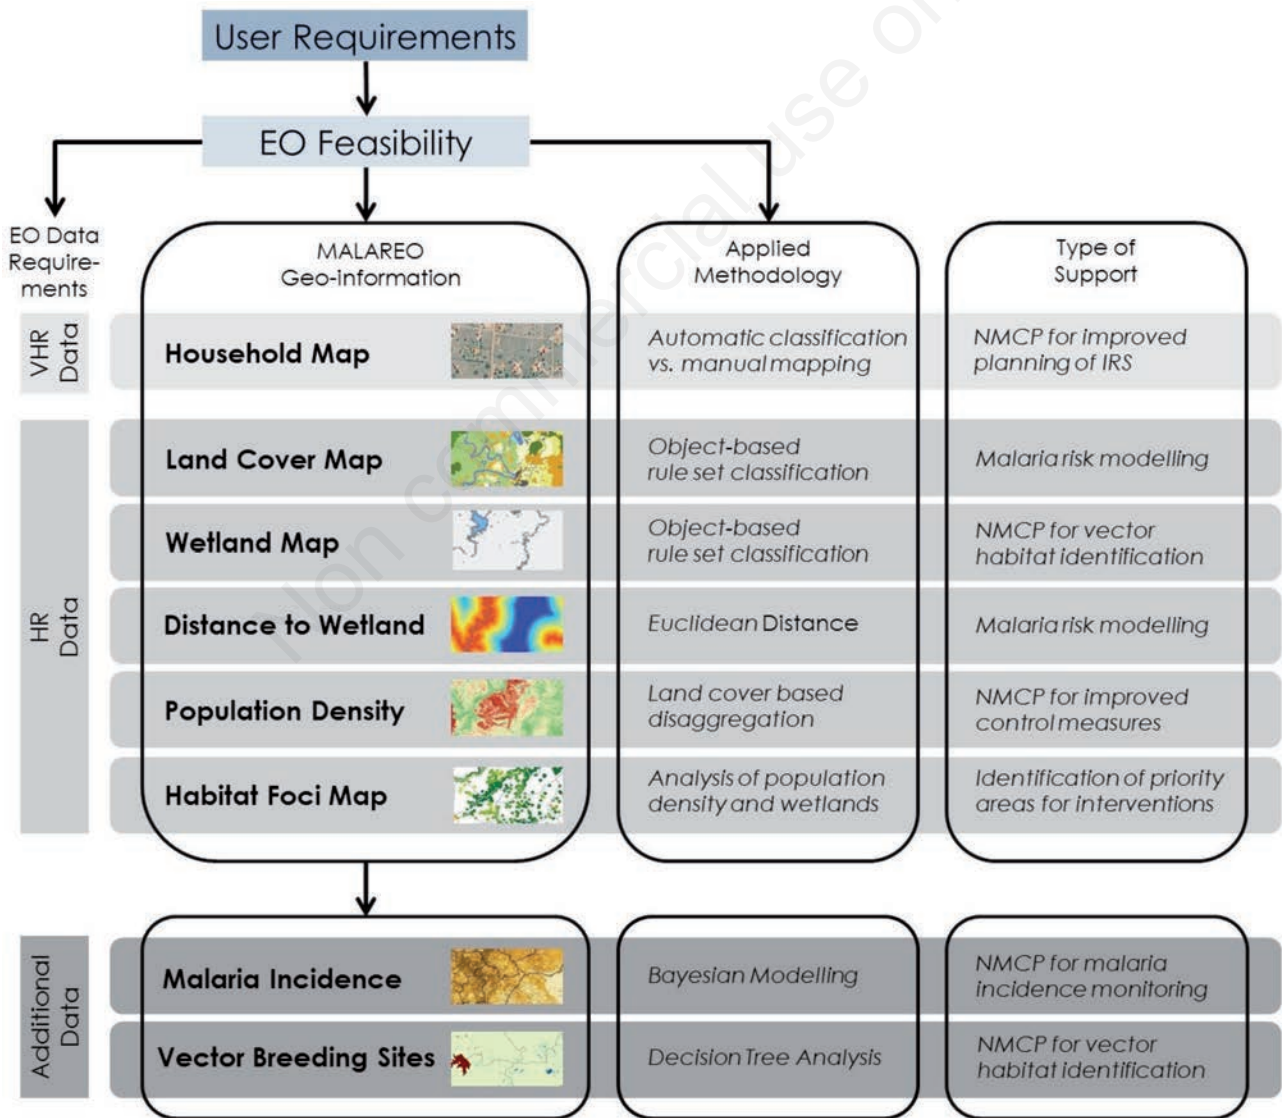 User Requirements
EO Feasibility
EO Data
Require-
ments
MALAREO
Geo-information
Applied
Methodology
Type of
Support
VHR
Data
Household Map
Automatic classification
vs. manual mapping
NMCP for improved
planning of IRS
HR
Data
Land Cover Map
Object-based
rule set classification
Malaria risk modelling
Wetland Map
Object-based
rule set classification
NMCP for vector
habitat identification
Distance to Wetland
Euclidean Distance
Malaria risk modelling
Population Density
Land cover based
disaggregation
NMCP for improved
control measures
Habitat Foci Map
Analysis of population
density and wetlands
Identification of priority
areas for interventions
Additional
Data
Malaria Incidence
Bayesian Modelling
NMCP for malaria
incidence monitoring
Vector Breeding Sites
Decision Tree Analysis
NMCP for vector
habitat identification
Non commercial use on